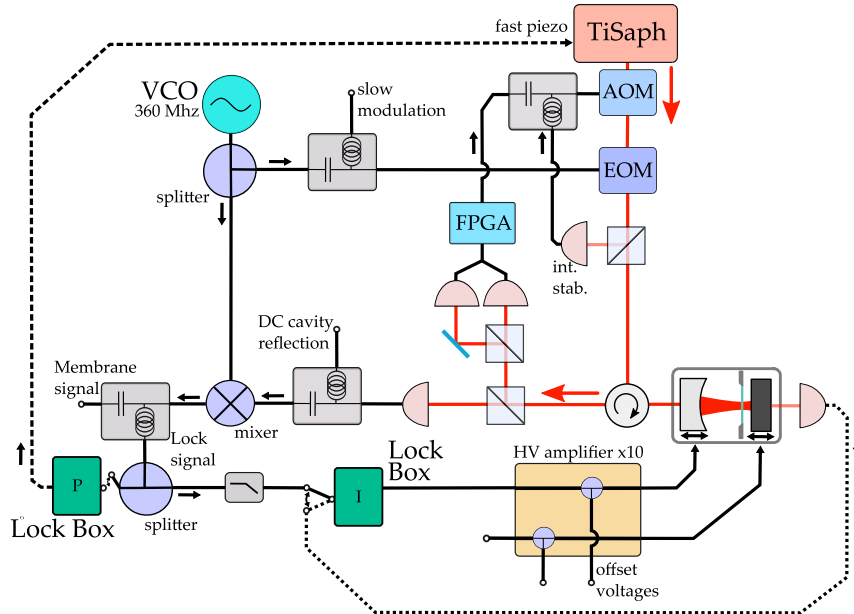 fast piezo
TiSaph
VCO
360 Mhz
slow
modulation
AOM
EOM
splitter
FPGA
int.
stab.
DC cavity
reflection
Membrane
signal
mixer
Lock
signal
Lock
Box
HV amplifier x10
P
I
Lock Box
splitter
offset
voltages